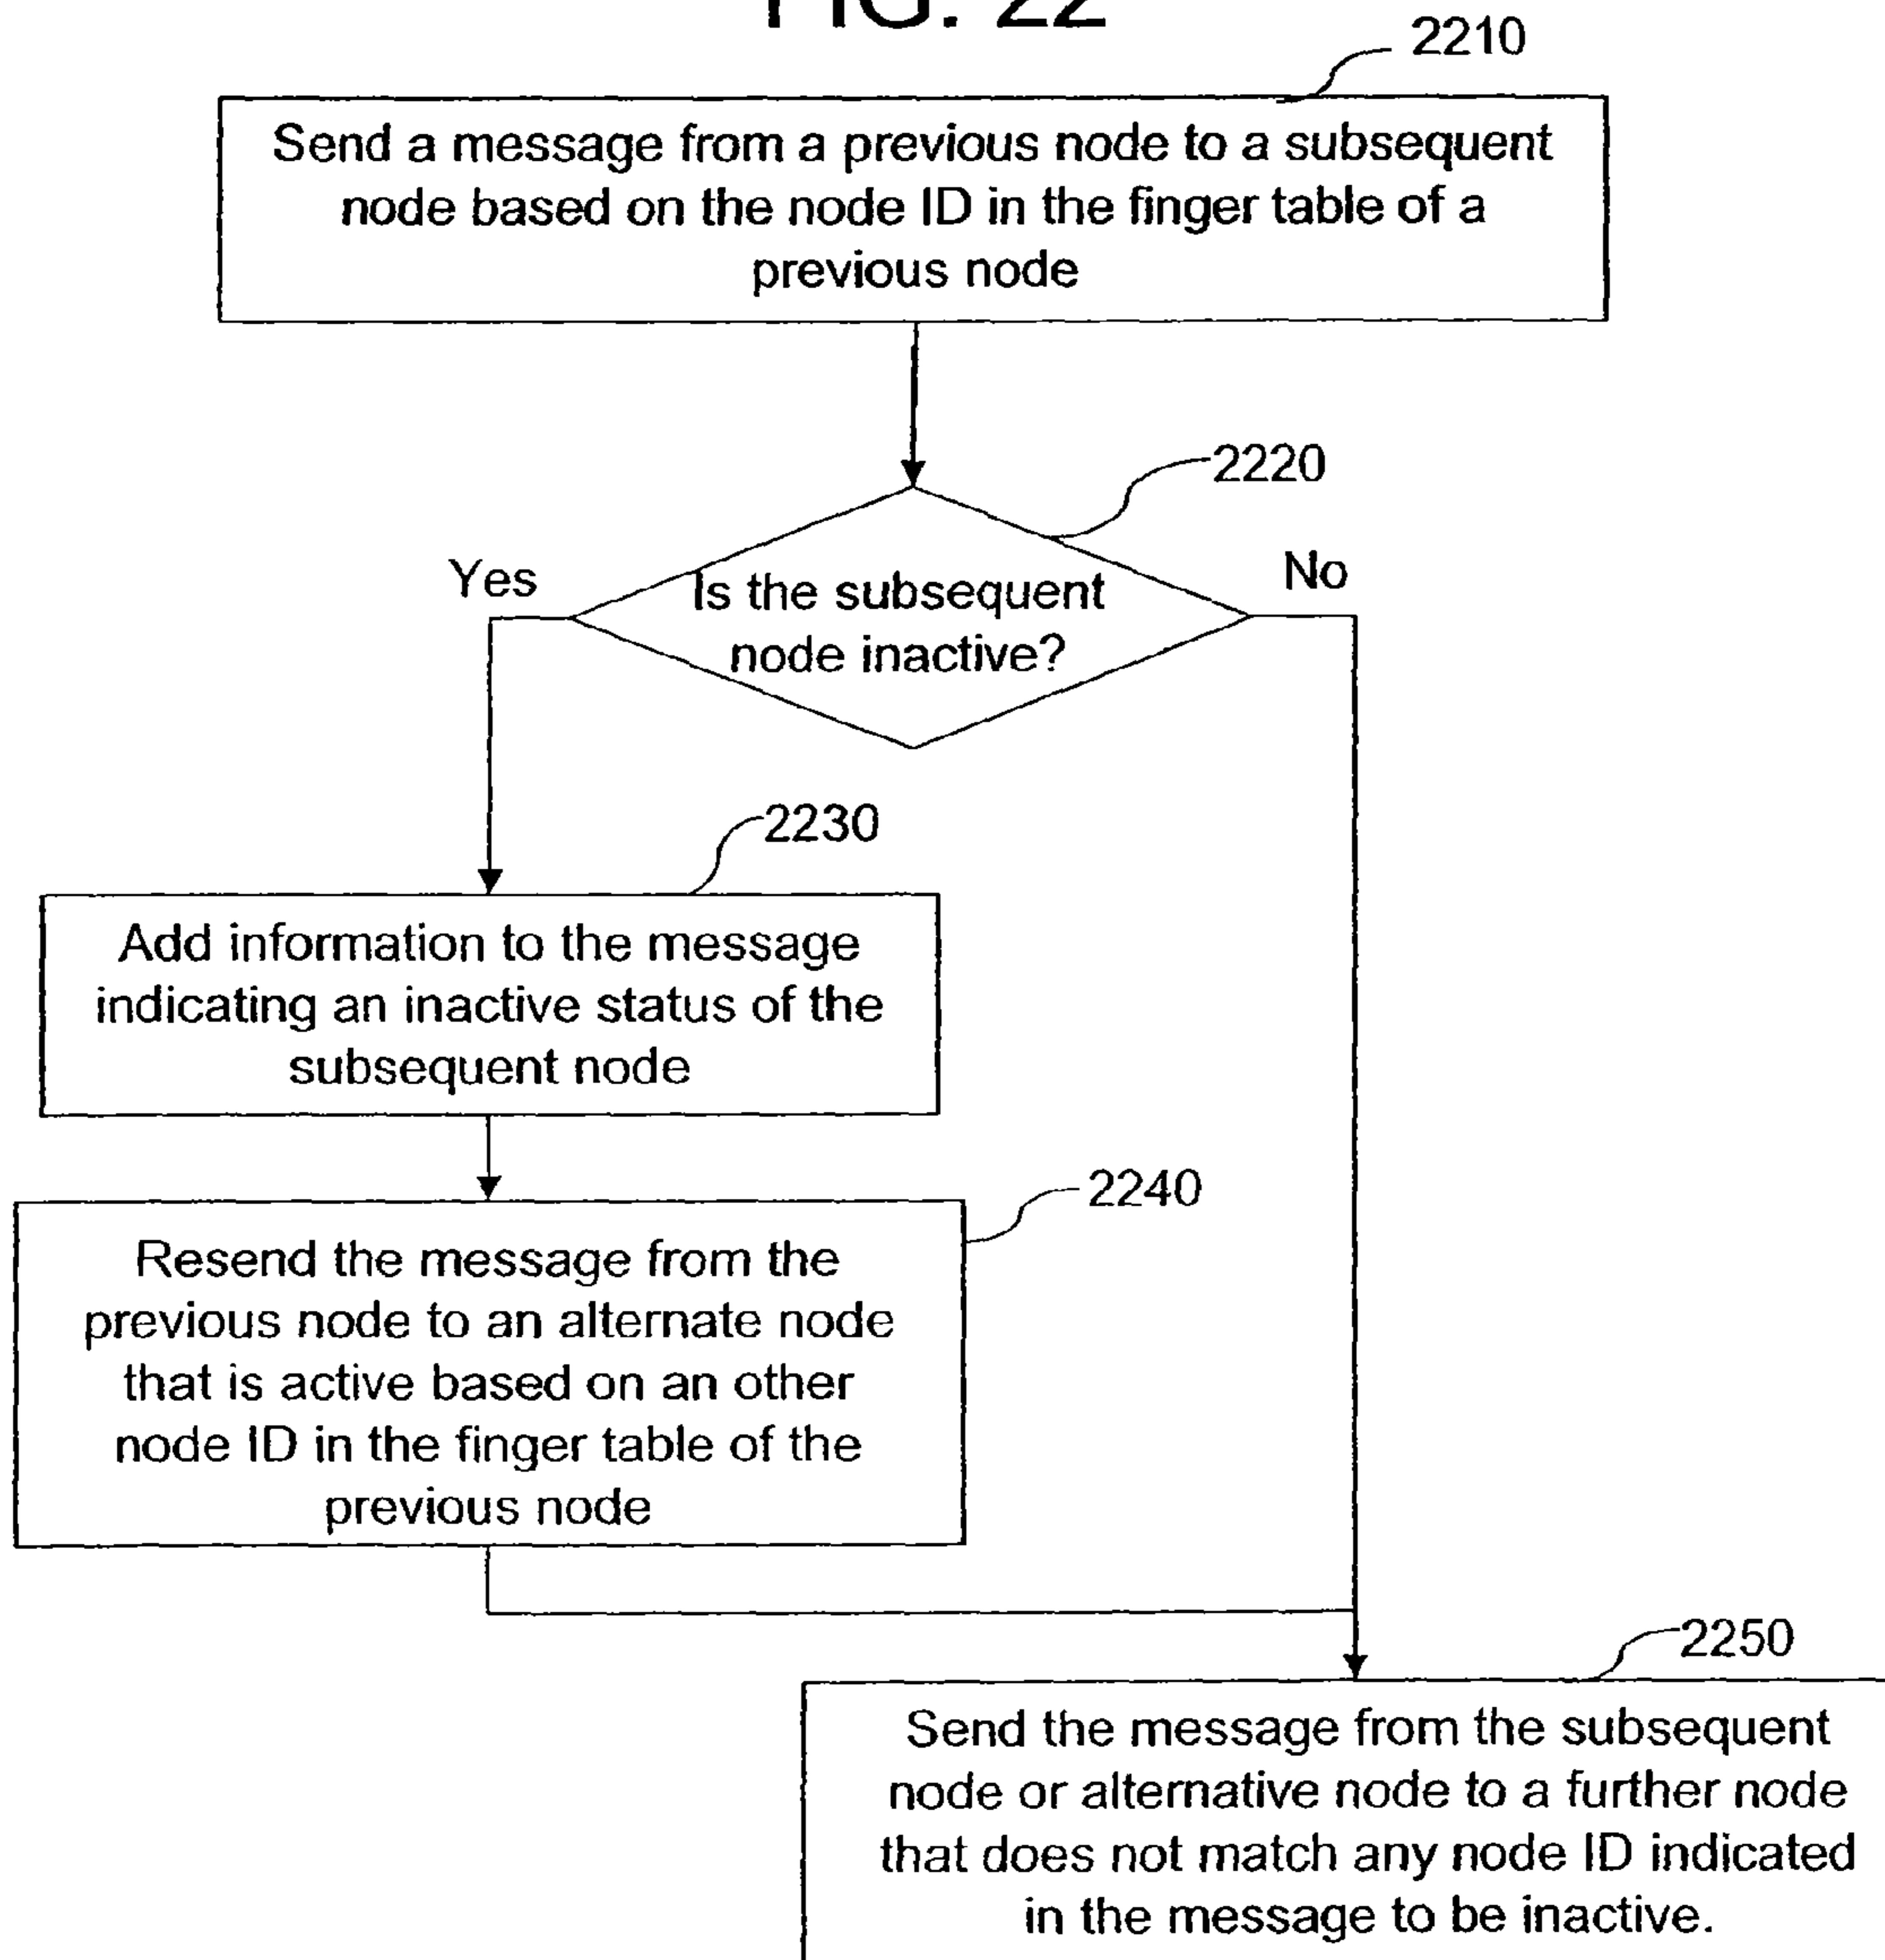 FIG. 22
2210
Send a message from a previous node to a subsequent
node based on the node ID in the finger table of a
previous node
2220
Yes
No
Is the subsequent
node inactive?
2230
Add information to the message
indicating an inactive status of the
subsequent node
2240
Resend the message from the
previous node to an alternate node
that is active based on an other
node ID in the finger table of the
previous node
2250
Send the message from the subsequent
node or alternative node to a further node
that does not match any node ID indicated
in the message to be inactive.